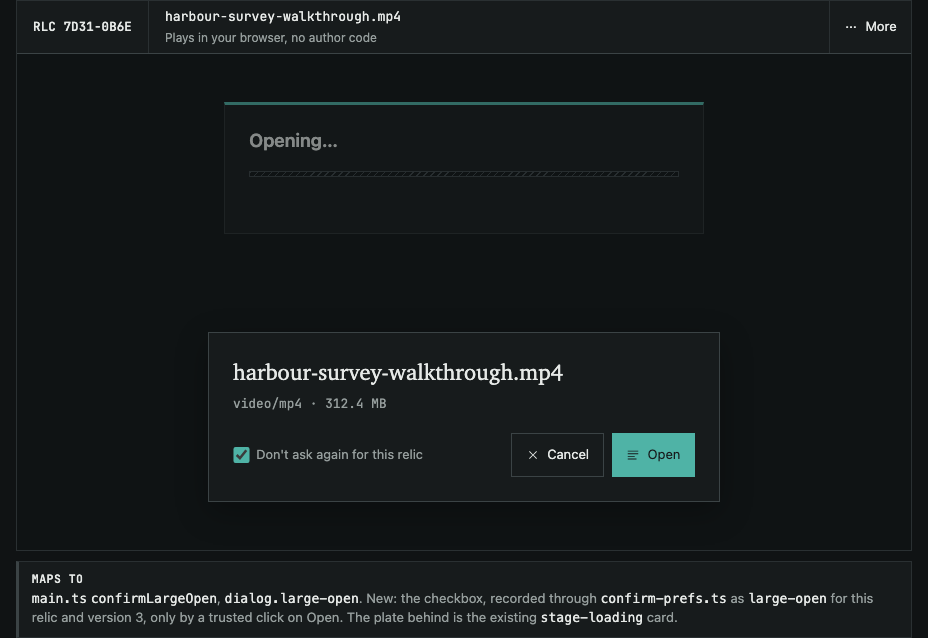 RLC 7D31-0B6E
harbour-survey-walkthrough.mp4
Plays in your browser, no author code
··· More
Opening...
harbour-survey-walkthrough.mp4
video/mp4 · 312.4 MB
Don't ask again for this relic
Cancel
Open
MAPS TO
main.ts confirmLargeOpen, dialog.large-open. New: the checkbox, recorded through confirm-prefs.ts as large-open for this
relic and version 3, only by a trusted click on Open. The plate behind is the existing stage-loading card.